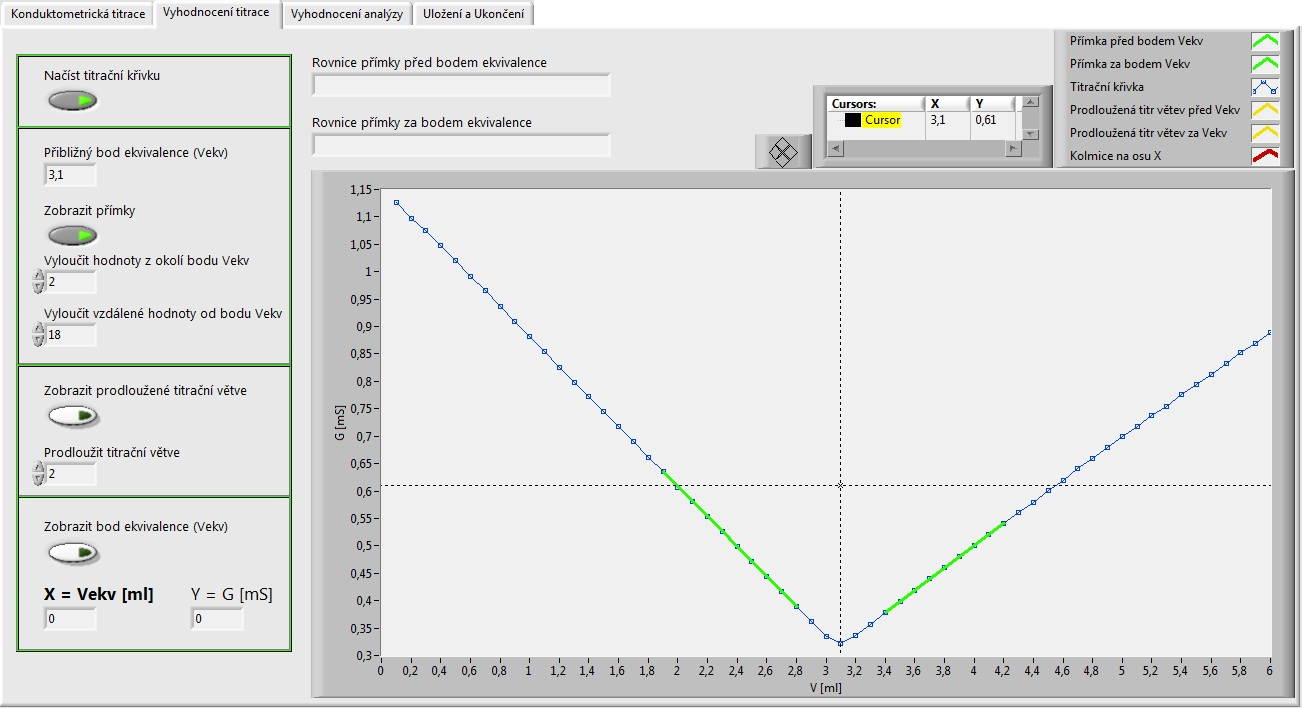 Konduktometrická titrace Vyhodnocení titrace Vyhodnocení analýzy Uložení a Ukončení
Načíst titrační křivku
Přibližný bod ekvivalence (Vekv)
3,1
Zobrazit přímky
Vyloučit hodnoty z okolí bodu Vekv
2
Vyloučit vzdálené hodnoty od bodu Vekv
18
Zobrazit prodloužené titrační větve
Prodloužit titrační větve
2
Zobrazit bod ekvivalence (Vekv)
X = Vekv [ml] Y = G [mS]
0 0
Rovnice přímky před bodem ekvivalence
Rovnice přímky za bodem ekvivalence
Cursors: X Y
Cursor 3,1 0,61
Přímka před bodem Vekv
Přímka za bodem Vekv
Titrační křivka
Prodloužená titr větev před Vekv
Prodloužená titr větev za Vekv
Kolmice na osu X
G [mS]
1,15
1,1
1,05
1
0,95
0,9
0,85
0,8
0,75
0,7
0,65
0,6
0,55
0,5
0,45
0,4
0,35
0,3
0 0,2 0,4 0,6 0,8 1 1,2 1,4 1,6 1,8 2 2,2 2,4 2,6 2,8 3 3,2 3,4 3,6 3,8 4 4,2 4,4 4,6 4,8 5 5,2 5,4 5,6 5,8 6
V [ml]